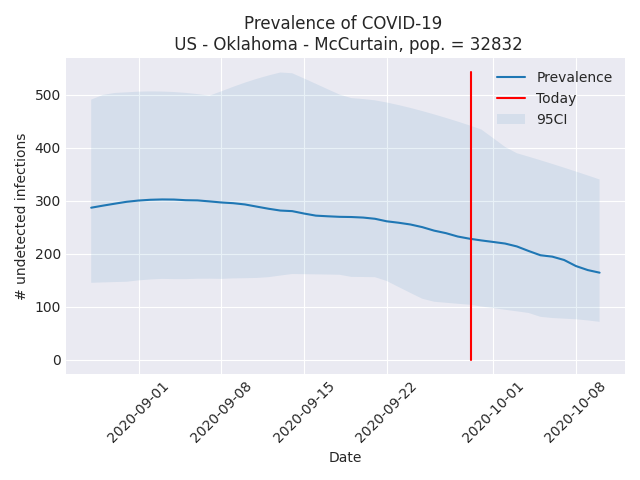 Prevalence of COVID-19
US - Oklahoma - McCurtain, pop. = 32832
# undetected infections
500
400
300
200
100
0
Prevalence
Today
95CI
2020-09-01
2020-09-08
2020-09-15
2020-09-22
2020-10-01
2020-10-08
Date